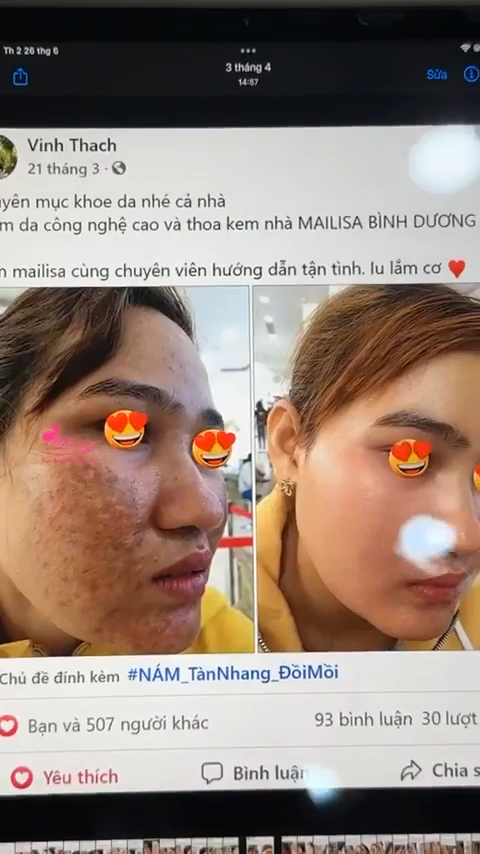 Th 2 26 thg 6
3 tháng 4
14:57
Sửa
Vinh Thach
21 tháng 3
yên mục khoe da nhé cả nhà
m da công nghệ cao và thoa kem nhà MAILISA BÌNH DƯƠNG
mailisa cùng chuyên viên hướng dẫn tận tình. lu lắm cơ
Chủ đề đính kèm #NÁM_TànNhang_ĐồiMồi
Bạn và 507 người khác
93 bình luận 30 lượt
Yêu thích
Bình luận
Chia s